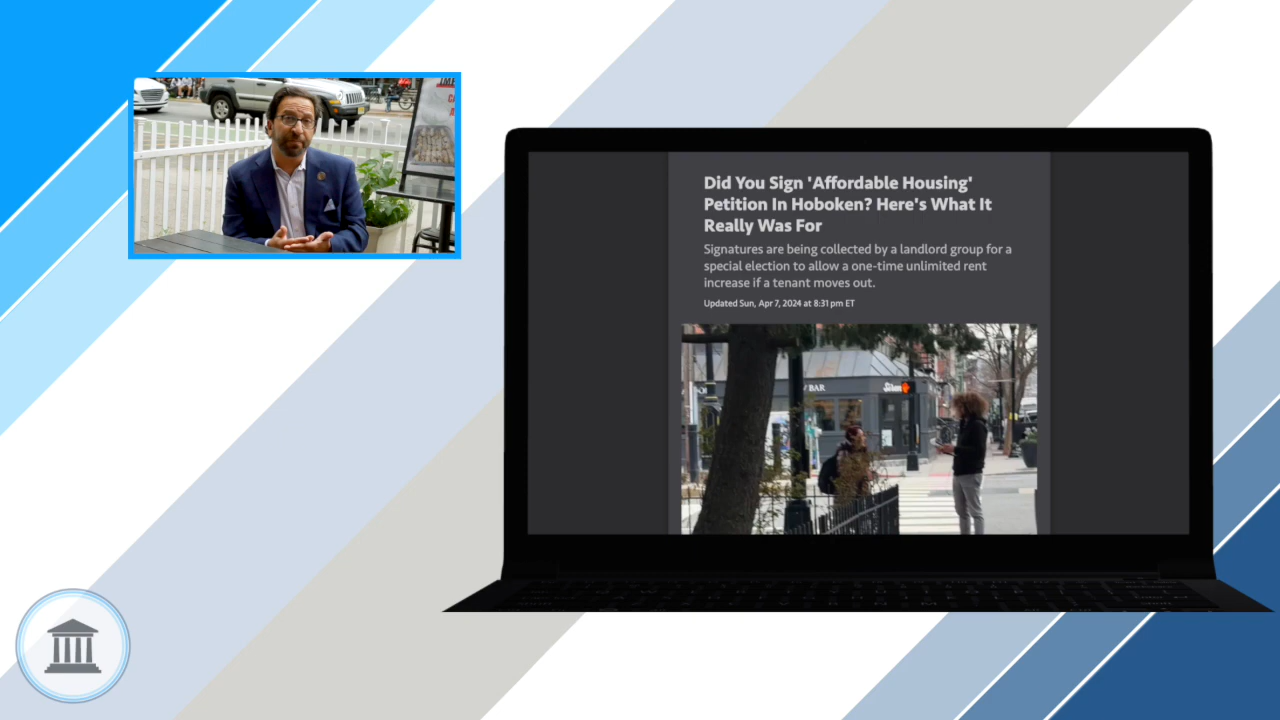 Did You Sign 'Affordable Housing'
Petition In Hoboken? Here's What It
Really Was For
Signatures are being collected by a landlord group for a
special election to allow a one-time unlimited rent
increase if a tenant moves out.
Updated Sun, Apr 7, 2024 at 8:31 pm ET
BAR